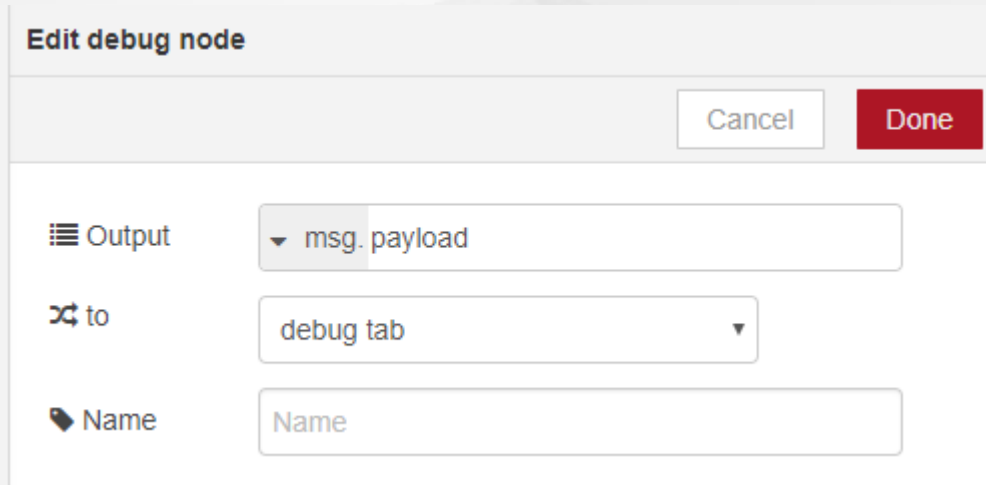 Edit debug node
Cancel Done
Output msg. payload
to debug tab
Name Name